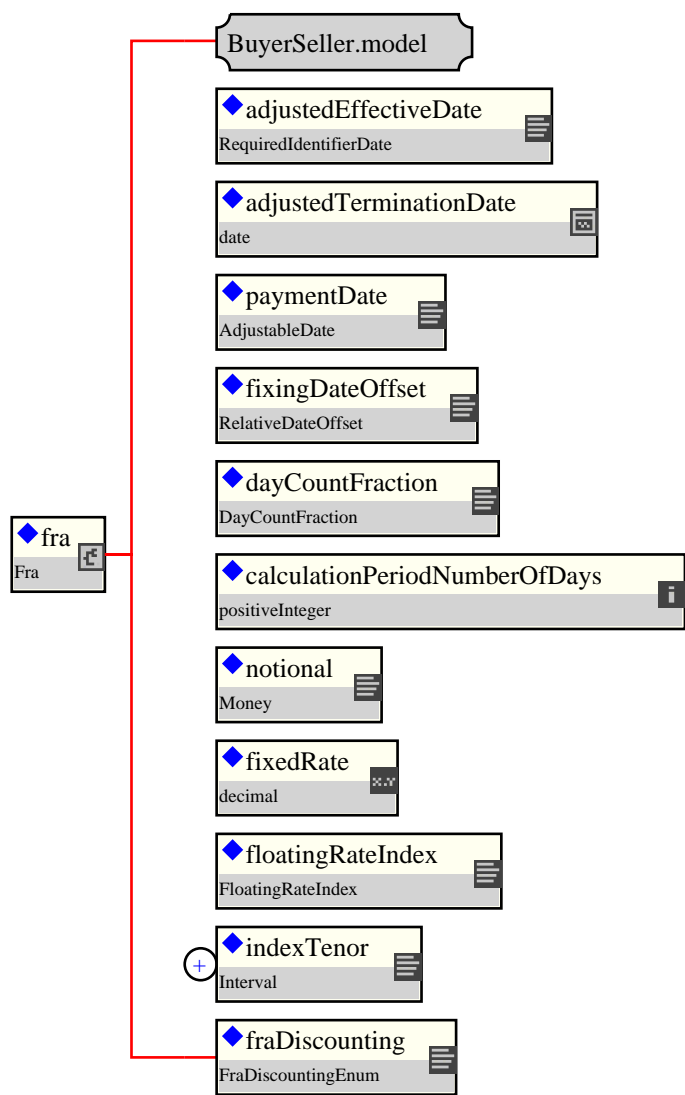 BuyerSeller.model
adjustedEffectiveDate
RequiredIdentifierDate
adjustedTerminationDate
date
paymentDate
AdjustableDate
fixingDateOffset
RelativeDateOffset
dayCountFraction
DayCountFraction
fra
Fra
calculationPeriodNumberOfDays
positiveInteger
notional
Money
fixedRate
decimal
x.y
floatingRateIndex
FloatingRateIndex
+
indexTenor
Interval
fraDiscounting
FraDiscountingEnum